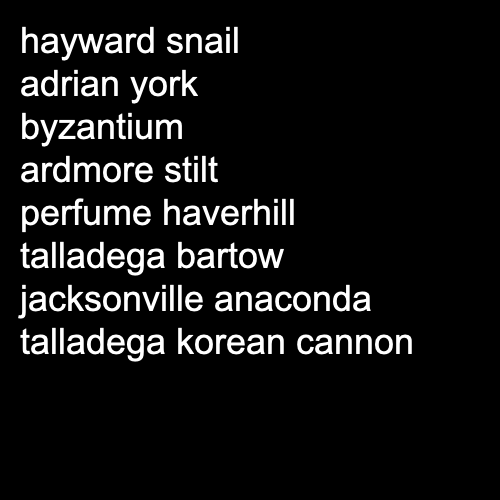 hayward snail
adrian york
byzantium
ardmore stilt
perfume haverhill
talladega bartow
jacksonville anaconda
talladega korean cannon